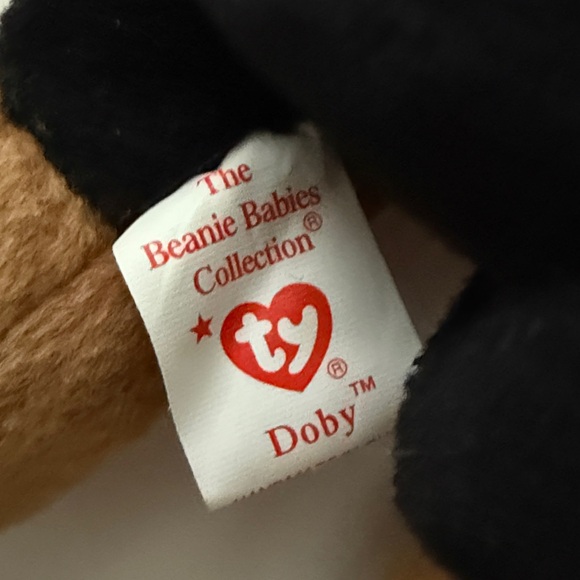 The
Beanie Babies
Collection®
★ ty ®
Doby™